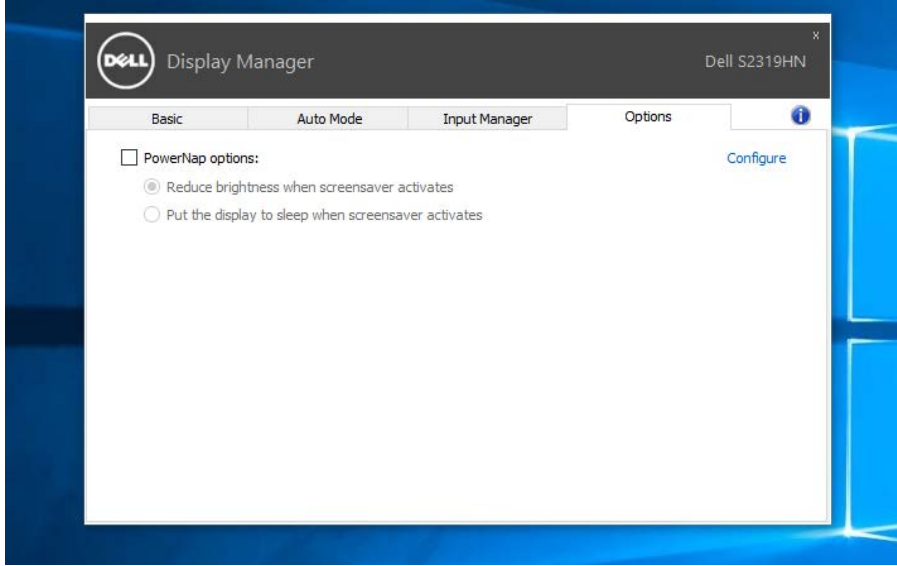 DELL
Display Manager
x
Dell S2319HN
Basic
Auto Mode
Input Manager
Options
i
PowerNap options:
Configure
Reduce brightness when screensaver activates
Put the display to sleep when screensaver activates